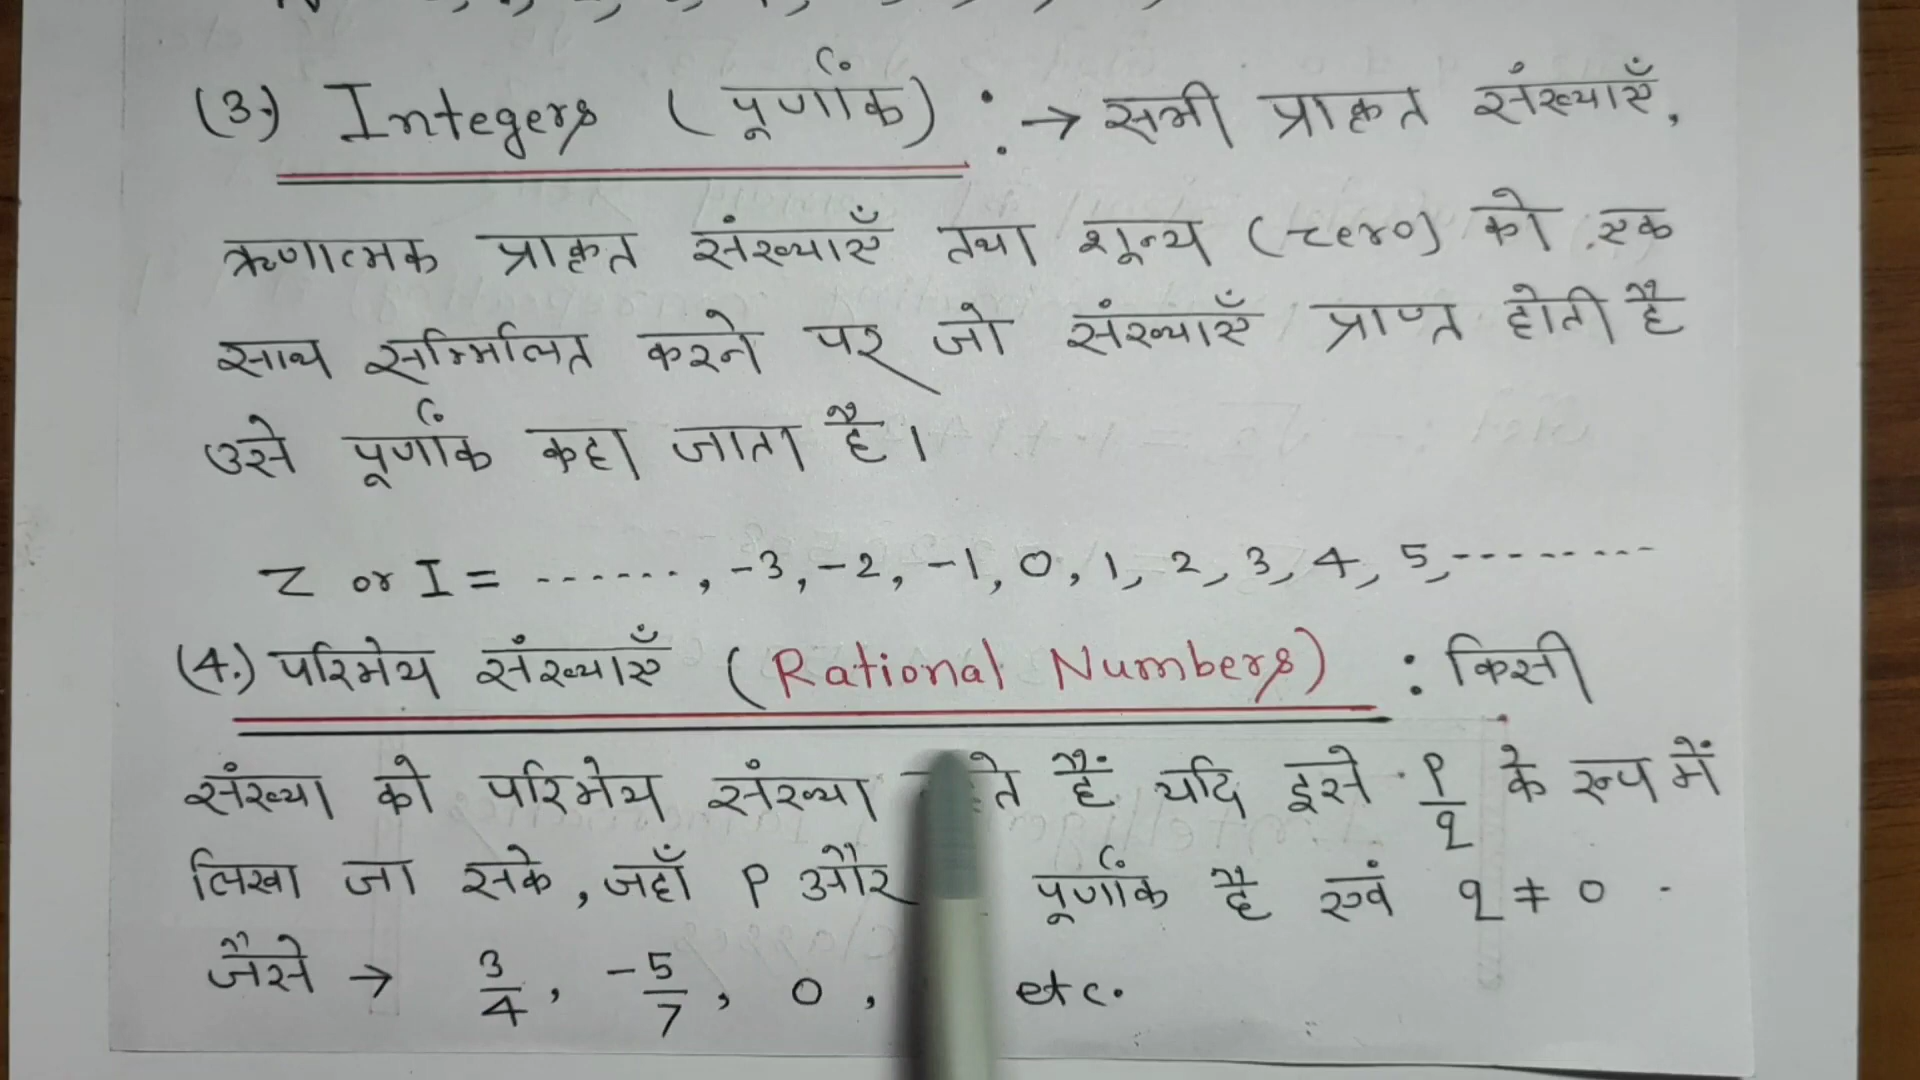 (3.) Integers (पूर्णांक) :→ सभी प्राकृत संख्याएँ,
ऋणात्मक प्राकृत संख्याएँ तथा शून्य (zero) को एक
साथ सम्मिलित करने पर जो संख्याएँ प्राप्त होती है
उसे पूर्णांक कहा जाता है।
Z or I = ......., -3, -2, -1, 0, 1, 2, 3, 4, 5, ---------
(4.) परिमेय संख्याएँ (Rational Numbers) : किसी
संख्या को परिमेय संख्या हैं यदि इसे P/q के रूप में
लिखा जा सके, जहाँ P और पूर्णांक है एवं q ≠ 0
जैसे → 3/4, -5/7, 0, etc.